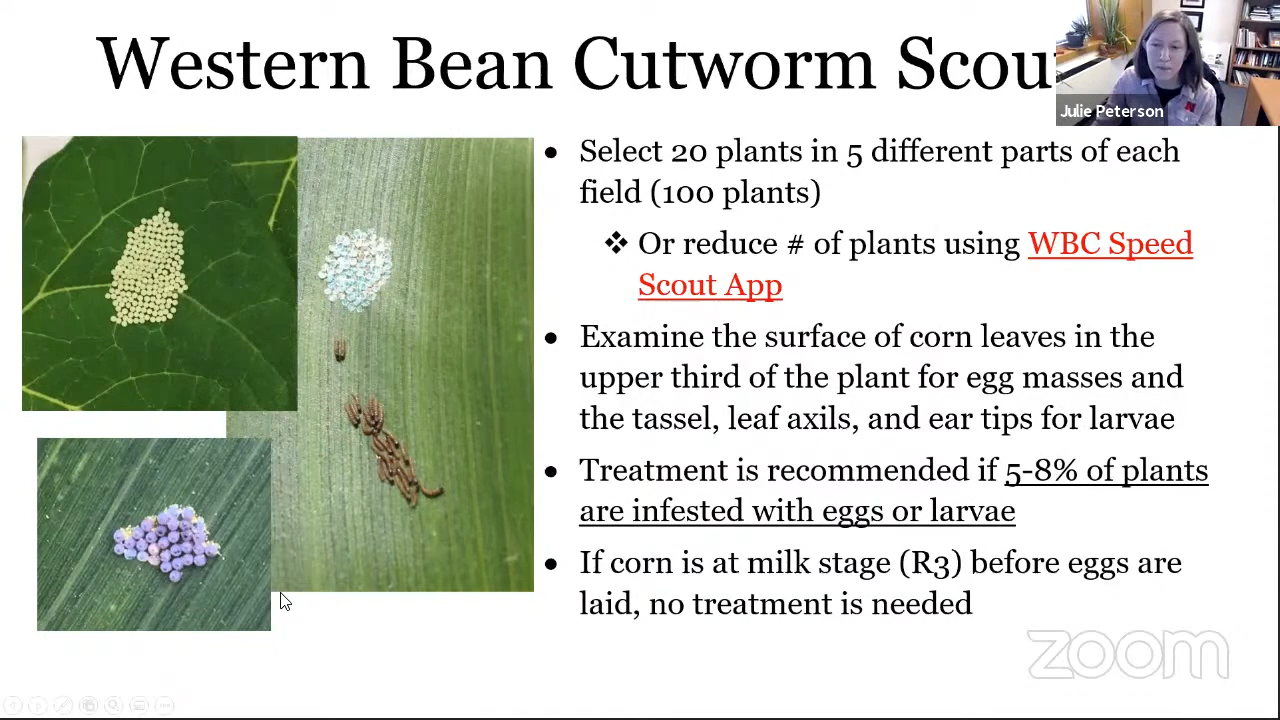 Western Bean Cutworm Scou
Julie Peterson
• Select 20 plants in 5 different parts of each
field (100 plants)
❖ Or reduce # of plants using WBC Speed
Scout App
• Examine the surface of corn leaves in the
upper third of the plant for egg masses and
the tassel, leaf axils, and ear tips for larvae
• Treatment is recommended if 5-8% of plants
are infested with eggs or larvae
• If corn is at milk stage (R3) before eggs are
laid, no treatment is needed
zoom